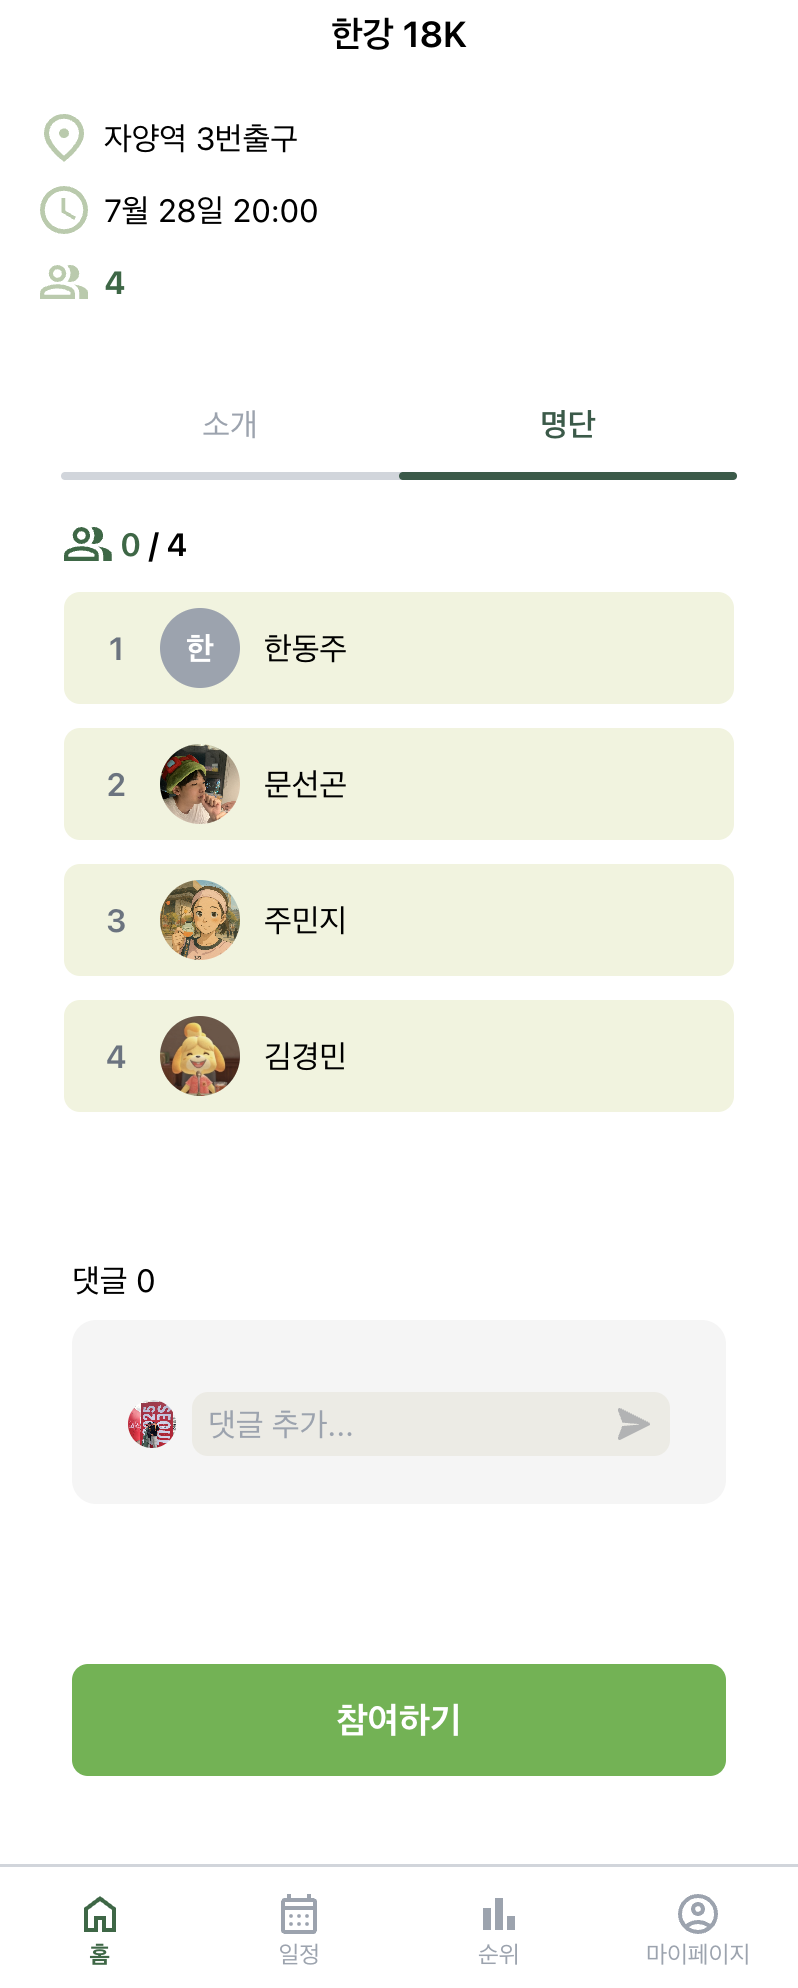 한강 18K
자양역 3번출구
7월 28일 20:00
4
소개
명단
0 / 4
1 한 한동주
2 문선곤
3 주민지
4 김경민
댓글 0
2025
댓글 추가...
참여하기
홈
일정
순위
마이페이지